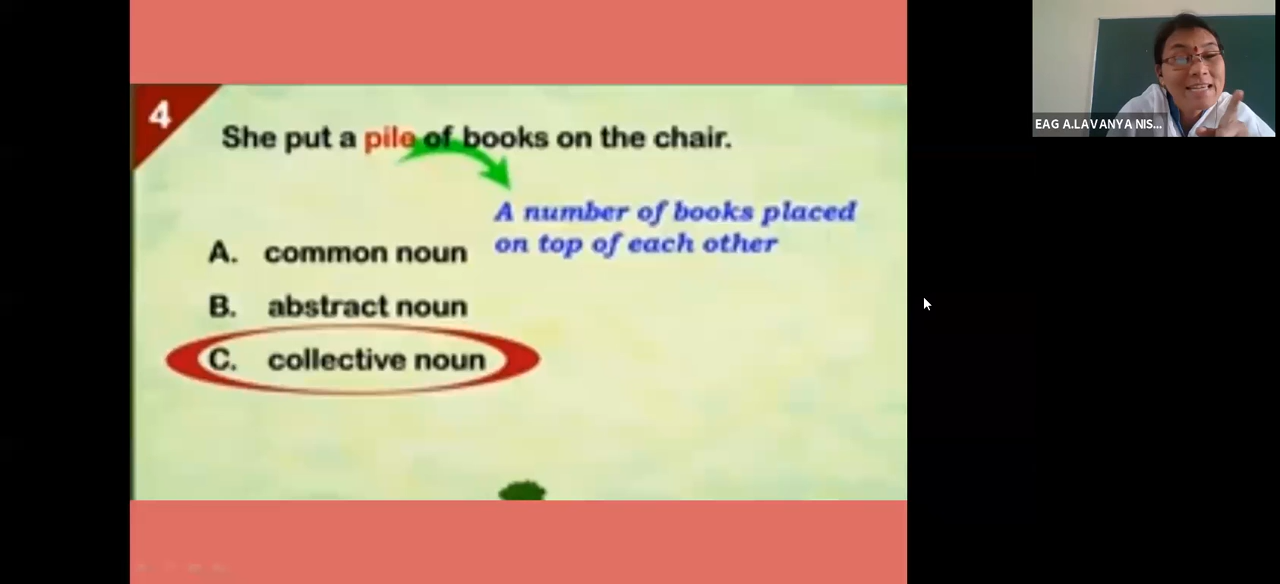 4
She put a pile of books on the chair.
A number of books placed
on top of each other
A. common noun
B. abstract noun
C. collective noun
EAG A.LAVANYA NIS...